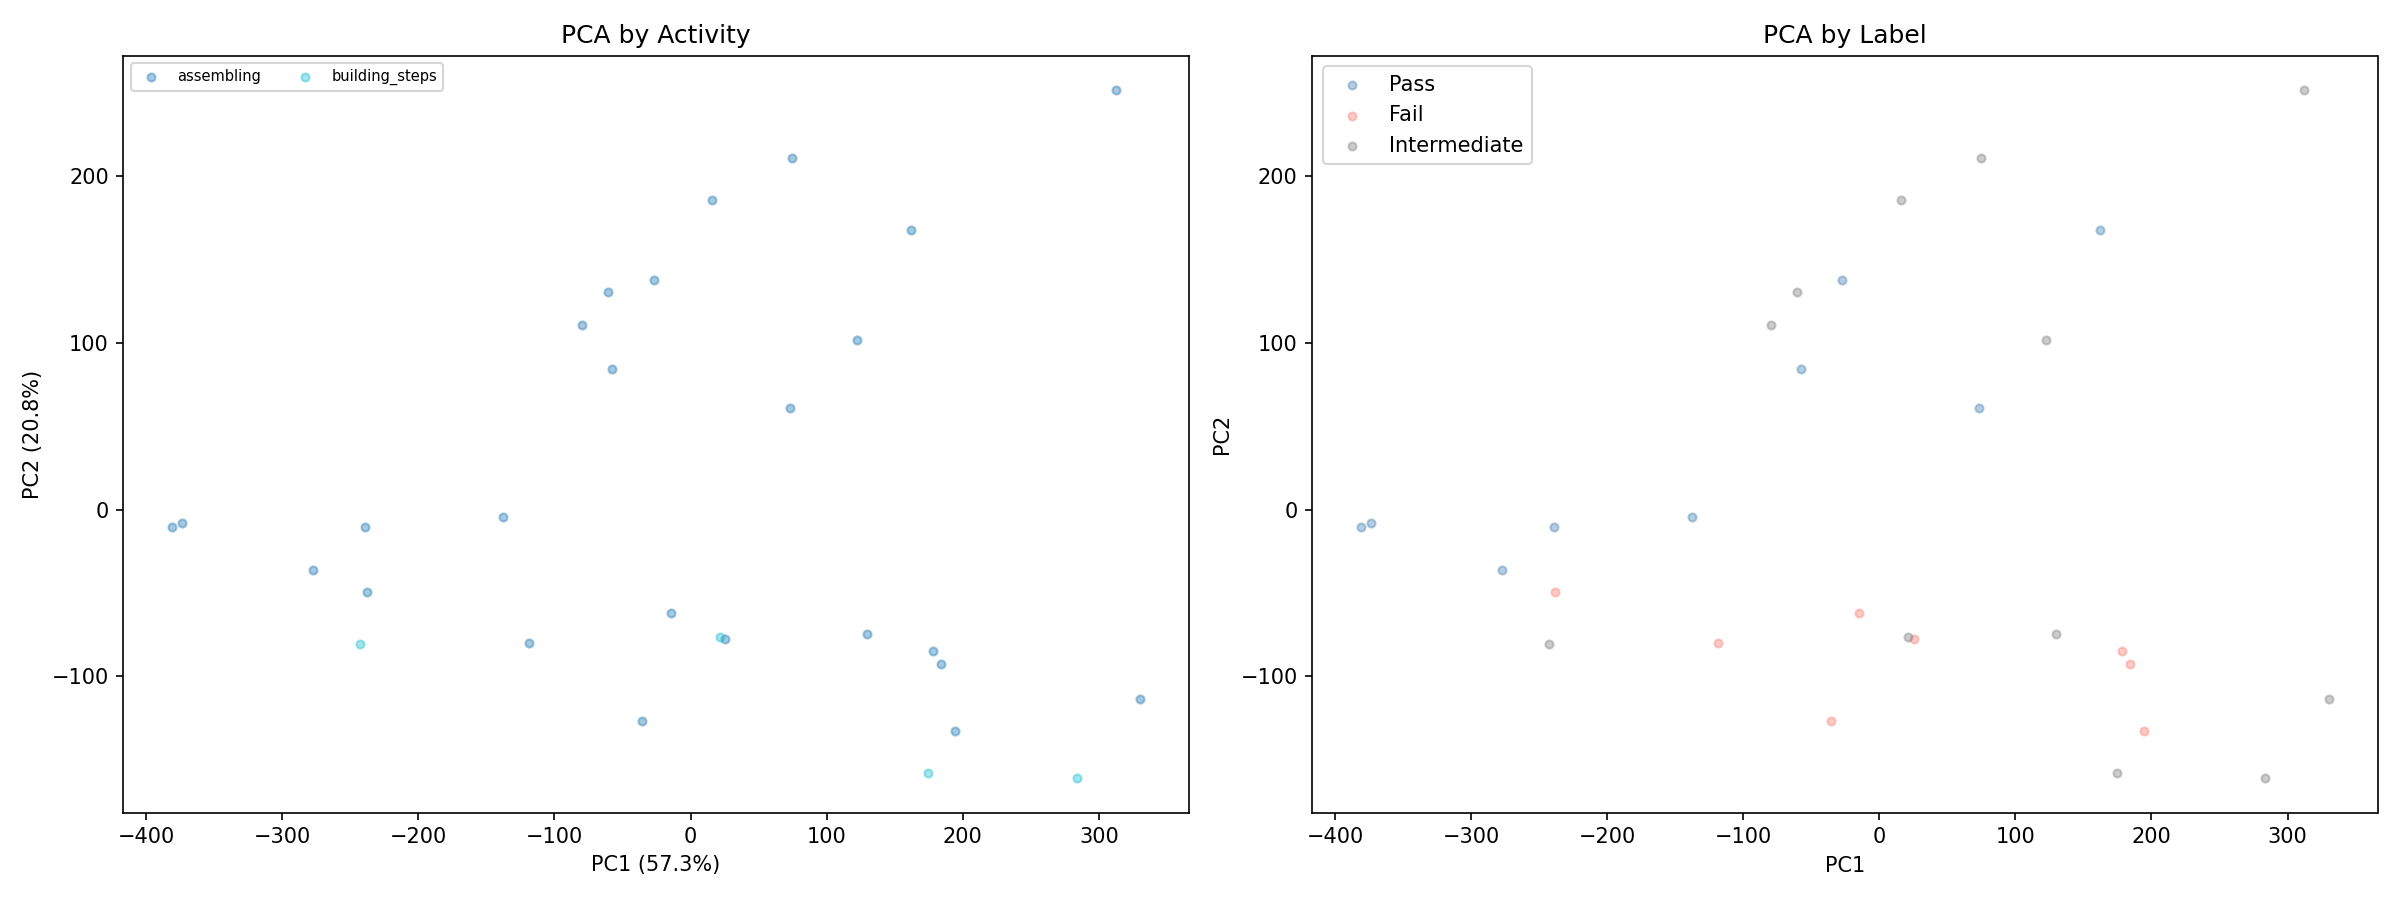 PCA by Activity
assembling
building_steps
200
100
0
−100
PC2 (20.8%)
−400
−300
−200
−100
0
100
200
300
PC1 (57.3%)
PCA by Label
Pass
Fail
Intermediate
200
100
0
−100
PC2
−400
−300
−200
−100
0
100
200
300
PC1